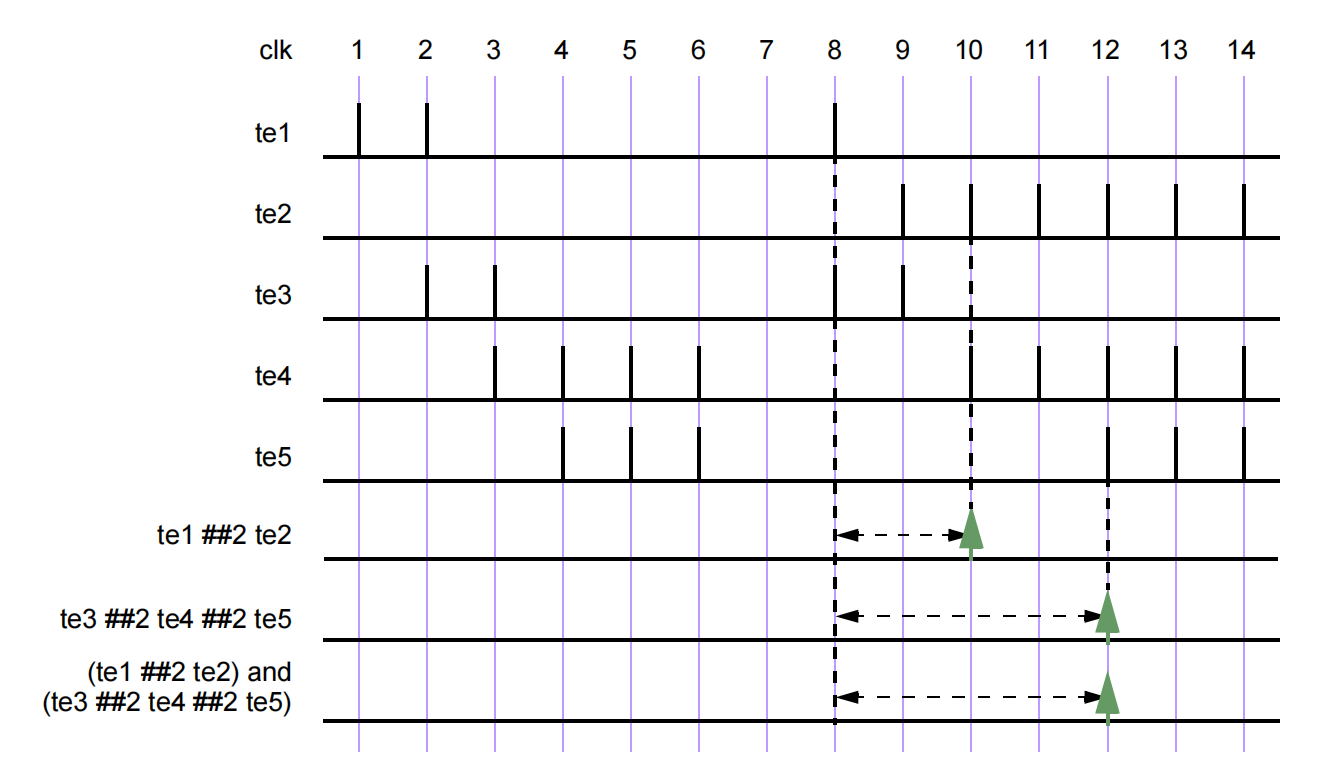 clk 1 2 3 4 5 6 7 8 9 10 11 12 13 14
te1
te2
te3
te4
te5
te1 ##2 te2
te3 ##2 te4 ##2 te5
(te1 ##2 te2) and
(te3 ##2 te4 ##2 te5)